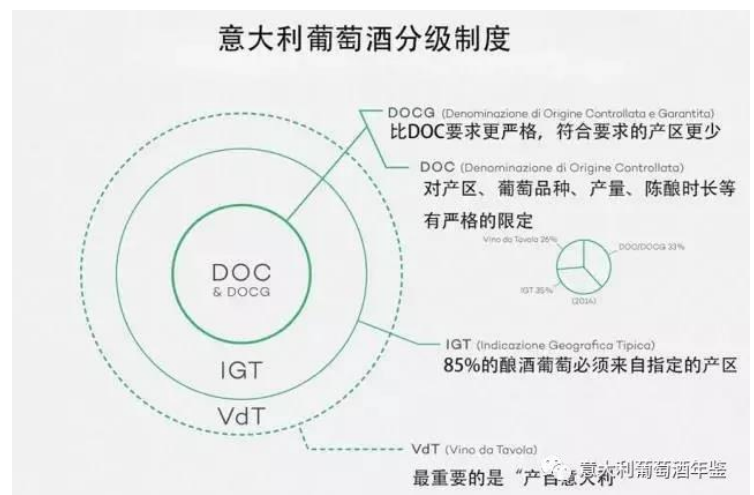 意大利葡萄酒分级制度
DOCG (Denominazione di Origine Controllata e Garantita)
比DOC要求更严格，符合要求的产区更少
DOC (Denominazione di Origine Controllata)
对产区、葡萄品种、产量、陈酿时长等
有严格的限定
Vino da Tavola 26%
DOC/DOCG 33%
IGT 35%
(2014)
DOC
& DOCG
IGT
VdT
IGT (Indicazione Geografica Tipica)
85%的酿酒葡萄必须来自指定的产区
VdT (Vino da Tavola)
最重要的是“产自意大利
意大利葡萄酒年鉴